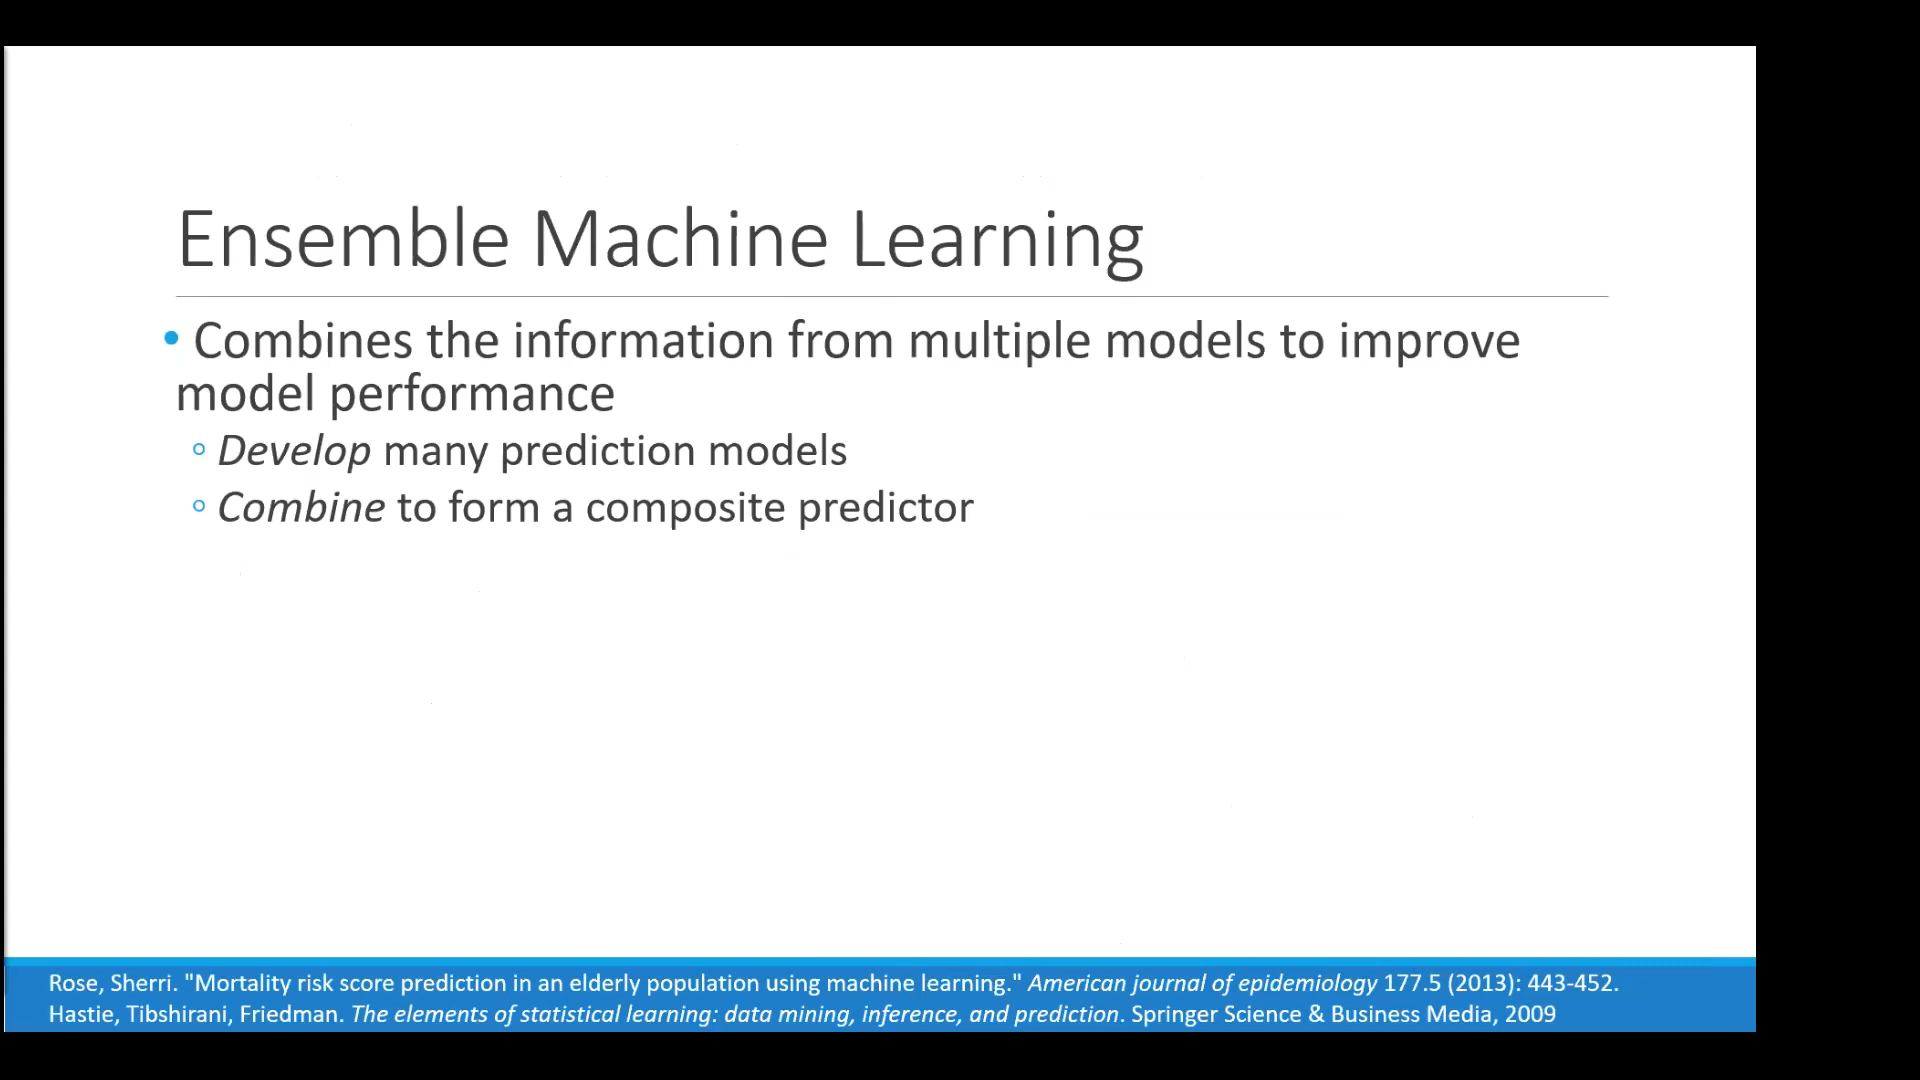 Ensemble Machine Learning
• Combines the information from multiple models to improve
model performance
◦ Develop many prediction models
◦ Combine to form a composite predictor
Rose, Sherri. "Mortality risk score prediction in an elderly population using machine learning." American journal of epidemiology 177.5 (2013): 443-452.
Hastie, Tibshirani, Friedman. The elements of statistical learning: data mining, inference, and prediction. Springer Science & Business Media, 2009